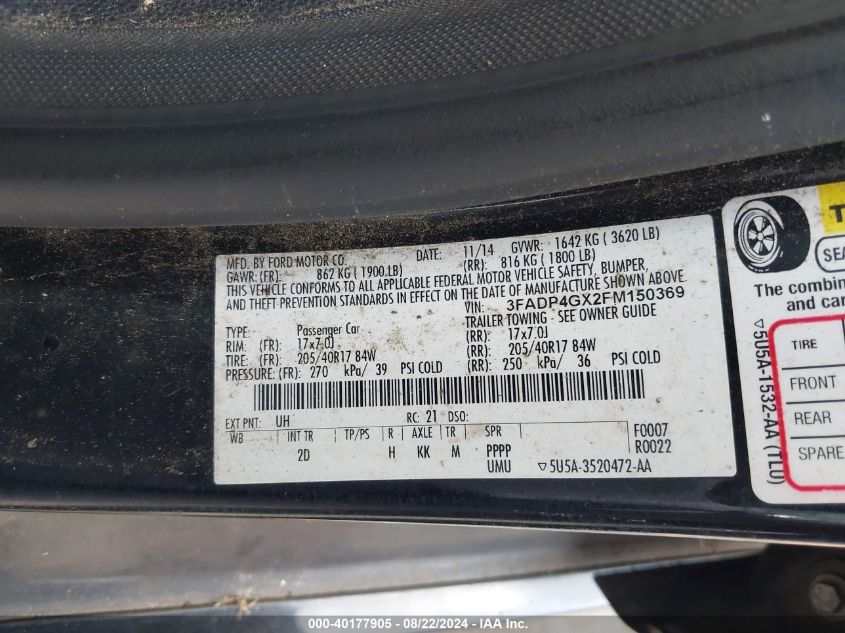 MFD. BY FORD MOTOR CO. DATE: 11/14 GVWR: 1642 KG ( 3620 LB)
GAWR: (FR): 862 KG ( 1900.LB) (RR): 816 KG ( 1800 LB)
THIS VEHICLE CONFORMS TO ALL APPLICABLE FEDERAL MOTOR VEHICLE SAFETY, BUMPER,
AND THEFT PREVENTION STANDARDS IN EFFECT ON THE DATE OF MANUFACTURE SHOWN ABOVE.
VIN: 3FADP4GX2FM150369
TYPE: Passenger Car TRAILER TOWING - SEE OWNER GUIDE
RIM: (FR) 17x7.0J (RR): 17x7.0J
TIRE: (FR) 205/40R17 84W (RR): 205/40R17 84W
PRESSURE: (FR) 270 kPa/ 39 PSI COLD (RR): 250 kPa/ 36 PSI COLD
EXT PNT: UH RC: 21 DSO:
WB INT TR TP/PS R AXLE TR SPR F0007
2D H KK M PPPP R0022
UMU ▽5U5A-3520472-AA
T
SEA
The combin
and car
TIRE
FRONT
REAR
SPARE
▽5U5A-1532-AA (TLU)
000-40177905 - 08/22/2024 - IAA Inc.